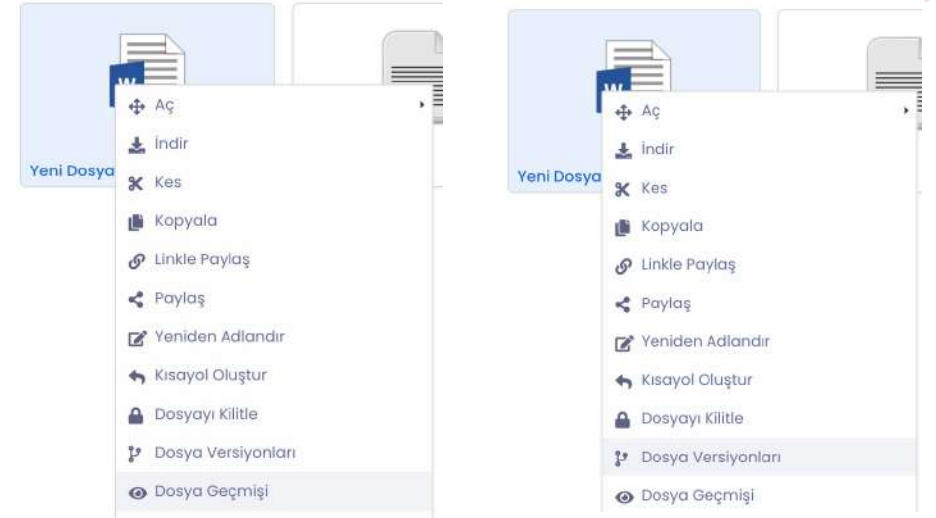 W
Yeni Dosya
Aç
İndir
Kes
Kopyala
Linkle Paylaş
Paylaş
Yeniden Adlandır
Kısayol Oluştur
Dosyayı Kilitle
Dosya Versiyonları
Dosya Geçmişi
W
Yeni Dosya
Aç
İndir
Kes
Kopyala
Linkle Paylaş
Paylaş
Yeniden Adlandır
Kısayol Oluştur
Dosyayı Kilitle
Dosya Versiyonları
Dosya Geçmişi